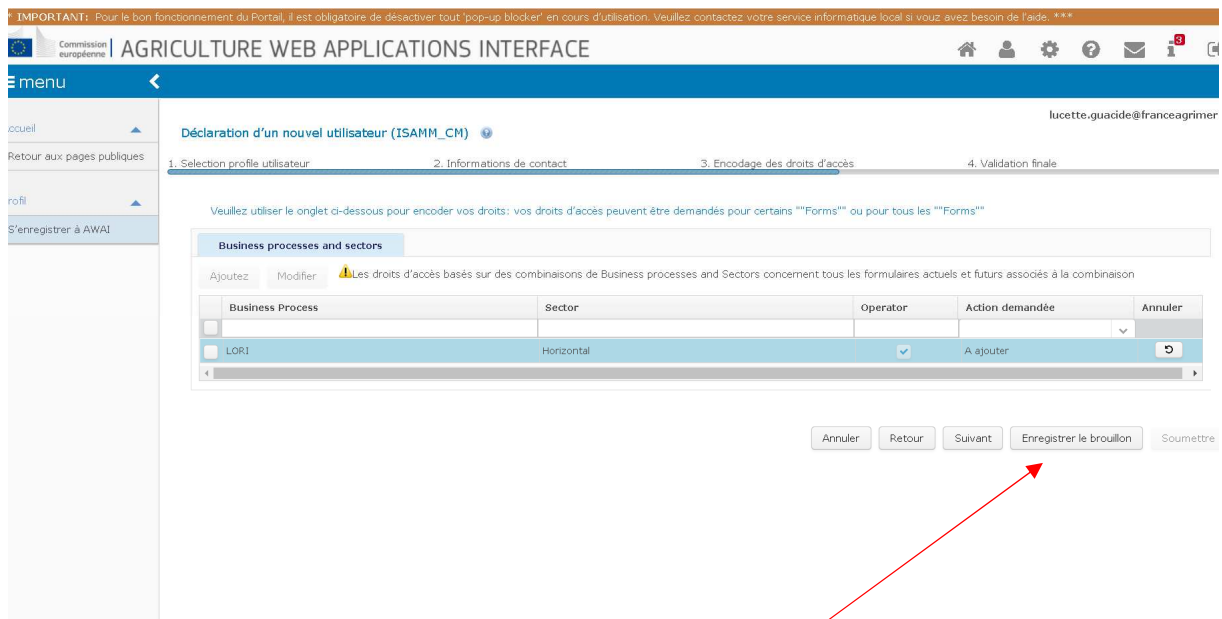 * IMPORTANT: Pour le bon fonctionnement du Portail, il est obligatoire de désactiver tout 'pop-up blocker' en cours d'utilisation. Veuillez contactez votre service informatique local si vouz avez besoin de l'aide. ***
Commission européenne AGRICULTURE WEB APPLICATIONS INTERFACE 3
menu
lucette.guacide@franceagrimer
ccueil
Retour aux pages publiques
rofil
S'enregistrer à AWAI
Déclaration d'un nouvel utilisateur (ISAMM_CM)
1. Selection profile utilisateur 2. Informations de contact 3. Encodage des droits d'accès 4. Validation finale
Veuillez utiliser le onglet ci-dessous pour encoder vos droits: vos droits d'accès peuvent être demandés pour certains ""Forms"" ou pour tous les ""Forms""
Business processes and sectors
Ajoutez Modifier Les droits d'accès basés sur des combinaisons de Business processes and Sectors concernent tous les formulaires actuels et futurs associés á la combinaison
Business Process Sector Operator Action demandée Annuler
LORI Horizontal A ajouter
Annuler Retour Suivant Enregistrer le brouillon Soumettre